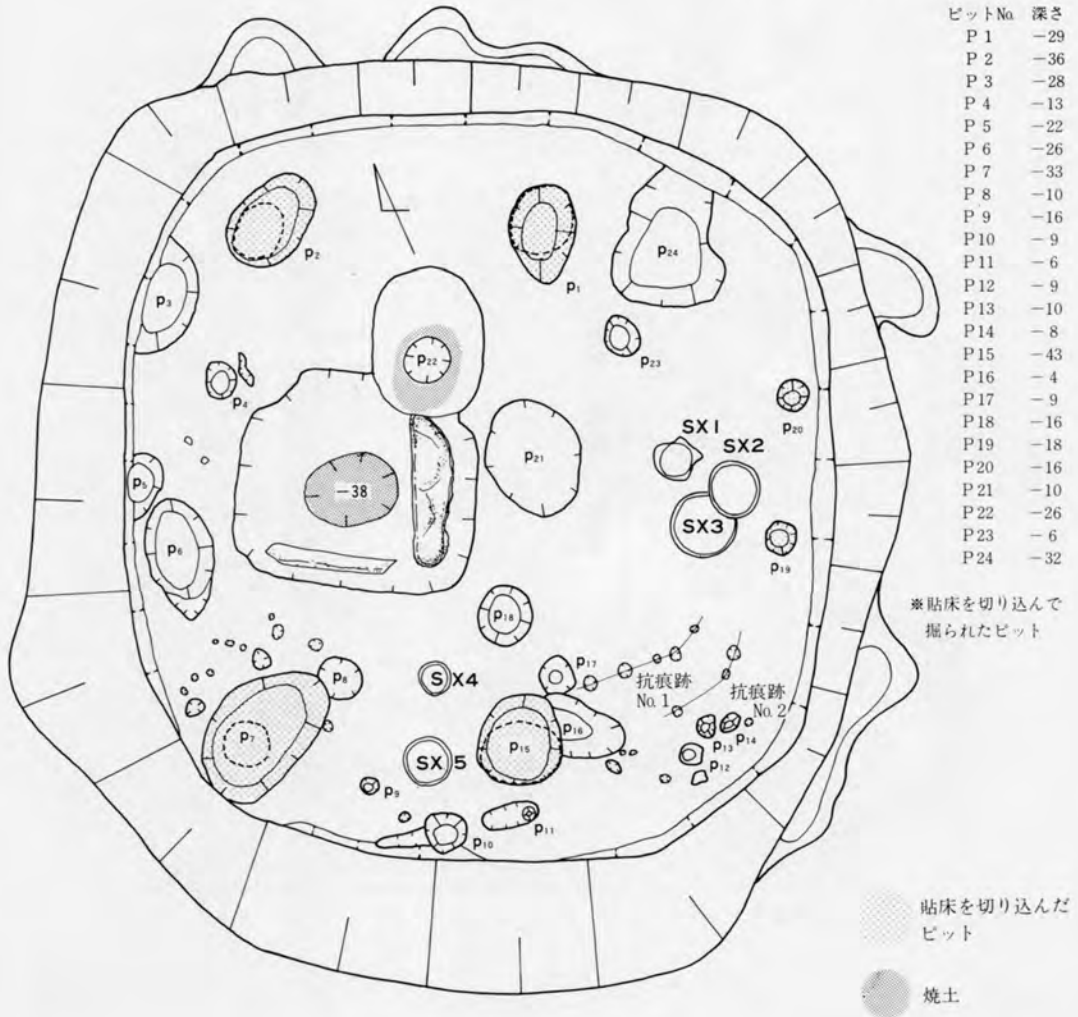 ピットNo. 深さ
P 1 -29
P 2 -36
P 3 -28
P 4 -13
P 5 -22
P 6 -26
P 7 -33
P 8 -10
P 9 -16
P10 - 9
P11 - 6
P12 - 9
P13 -10
P14 - 8
P15 -43
P16 - 4
P17 - 9
P18 -16
P19 -18
P20 -16
P21 -10
P22 -26
P23 - 6
P24 -32
※貼床を切り込んで
掘られたピット
P2
P1
P24
P3
P22
P23
P4
P20
SX1
SX2
P21
P5
-38
SX3
P19
P6
P18
P17
抗痕跡
No.1
抗痕跡
No.2
P8
S X4
P7
P15
P16
P13
P14
P12
SX 5
P9
P11
P10
貼床を切り込んだ
ピット
焼土